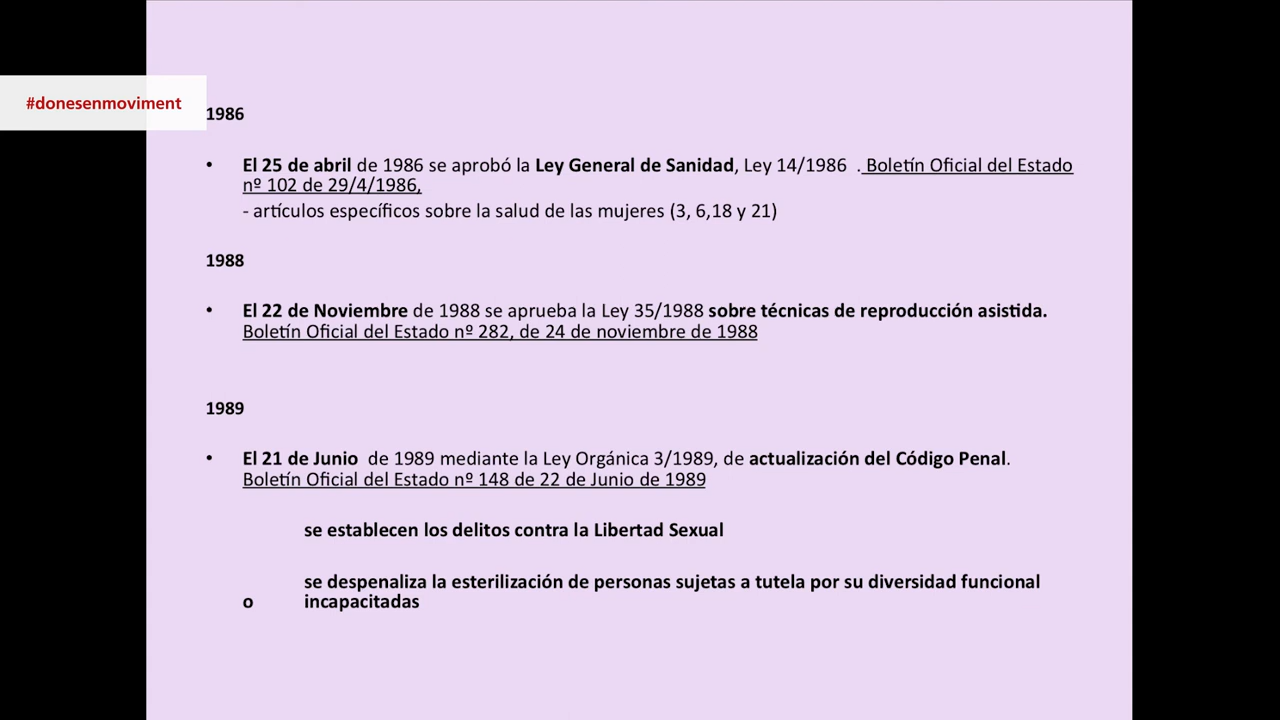 #donesenmoviment
1986
• El 25 de abril de 1986 se aprobó la Ley General de Sanidad, Ley 14/1986 . Boletín Oficial del Estado
nº 102 de 29/4/1986,
- artículos específicos sobre la salud de las mujeres (3, 6,18 y 21)
1988
• El 22 de Noviembre de 1988 se aprueba la Ley 35/1988 sobre técnicas de reproducción asistida.
Boletín Oficial del Estado nº 282, de 24 de noviembre de 1988
1989
• El 21 de Junio de 1989 mediante la Ley Orgánica 3/1989, de actualización del Código Penal.
Boletín Oficial del Estado nº 148 de 22 de Junio de 1989
se establecen los delitos contra la Libertad Sexual
se despenaliza la esterilización de personas sujetas a tutela por su diversidad funcional
o incapacitadas